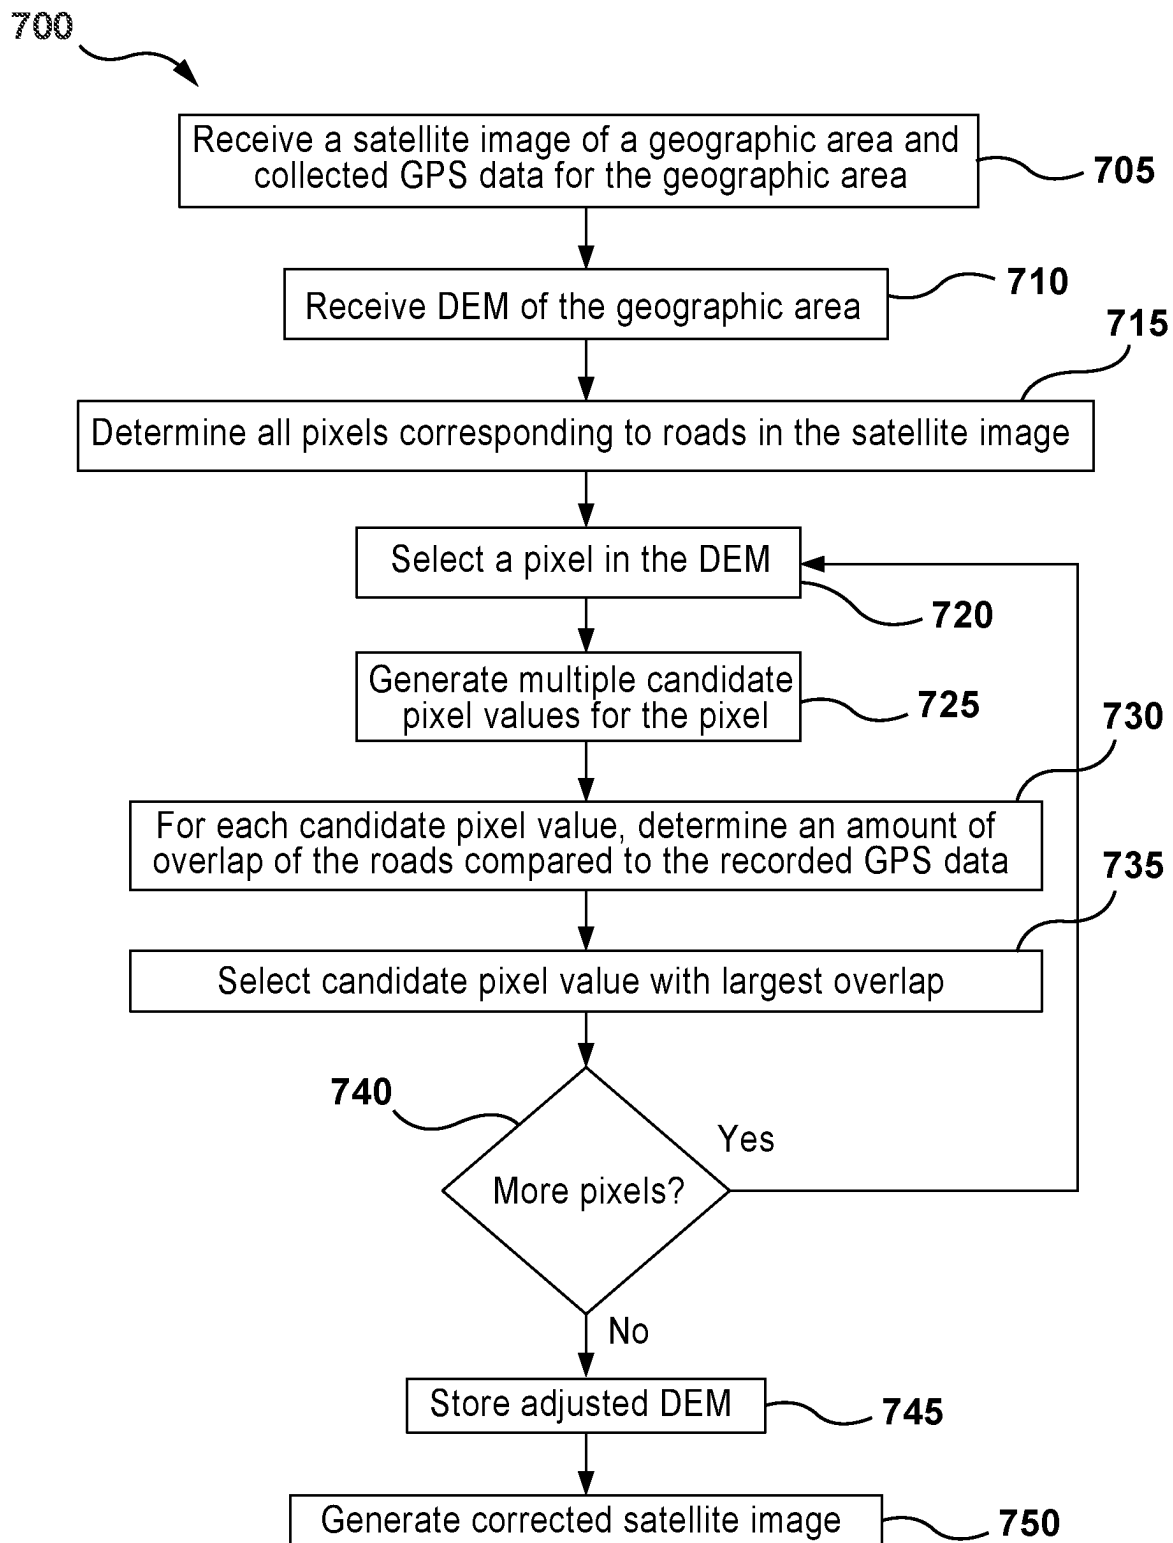 700
Receive a satellite image of a geographic area and
collected GPS data for the geographic area
705
Receive DEM of the geographic area
710
715
Determine all pixels corresponding to roads in the satellite image
Select a pixel in the DEM
720
Generate multiple candidate
pixel values for the pixel
725
730
For each candidate pixel value, determine an amount of
overlap of the roads compared to the recorded GPS data
735
Select candidate pixel value with largest overlap
740
Yes
More pixels?
No
Store adjusted DEM
745
Generate corrected satellite image
750